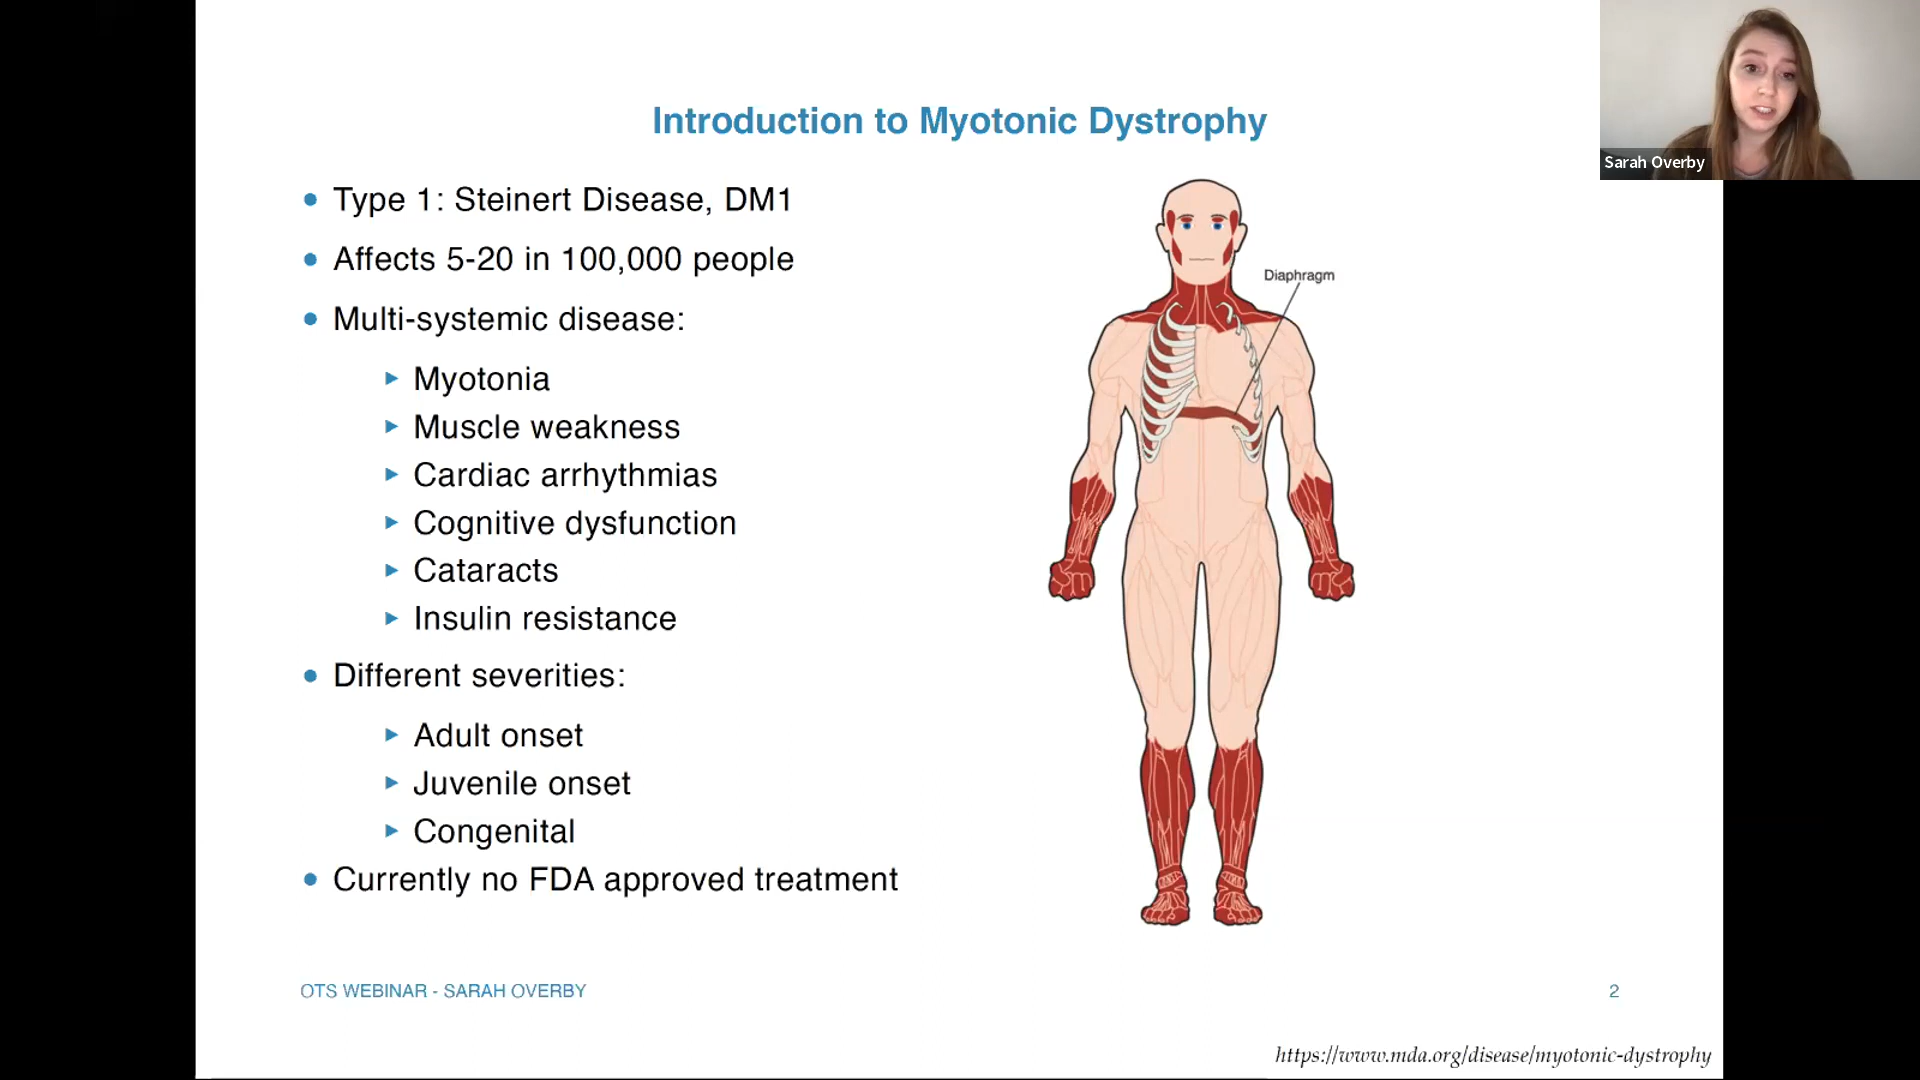 Introduction to Myotonic Dystrophy
Sarah Overby
Type 1: Steinert Disease, DM1
Affects 5-20 in 100,000 people
Multi-systemic disease:
Myotonia
Muscle weakness
Cardiac arrhythmias
Cognitive dysfunction
Cataracts
Insulin resistance
Different severities:
Adult onset
Juvenile onset
Congenital
Currently no FDA approved treatment
Diaphragm
OTS WEBINAR - SARAH OVERBY
2
https://www.mda.org/disease/myotonic-dystrophy